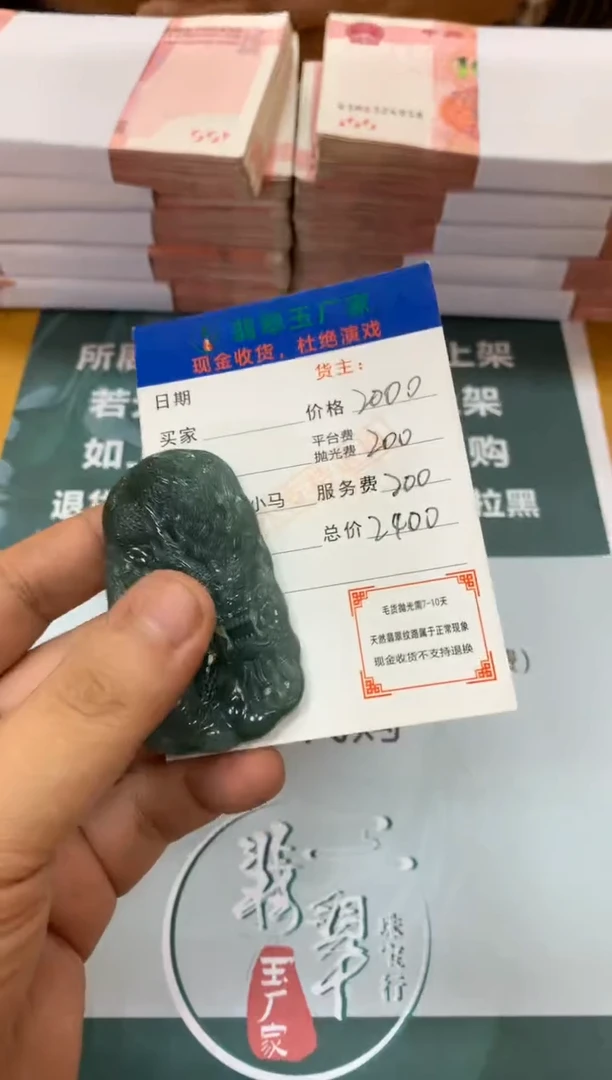 翡翠玉厂家
现金收货，杜绝演戏
货主：
日期
价格 2000
买家
平台费
抛光费 200
小马
服务费 200
总价 2400
毛货抛光需7-10天
天然翡翠纹路属于正常现象
现金收货不支持退换
所
上架
若
架
如
购
退货
拉黑
翡翠
珠宝行
玉厂家